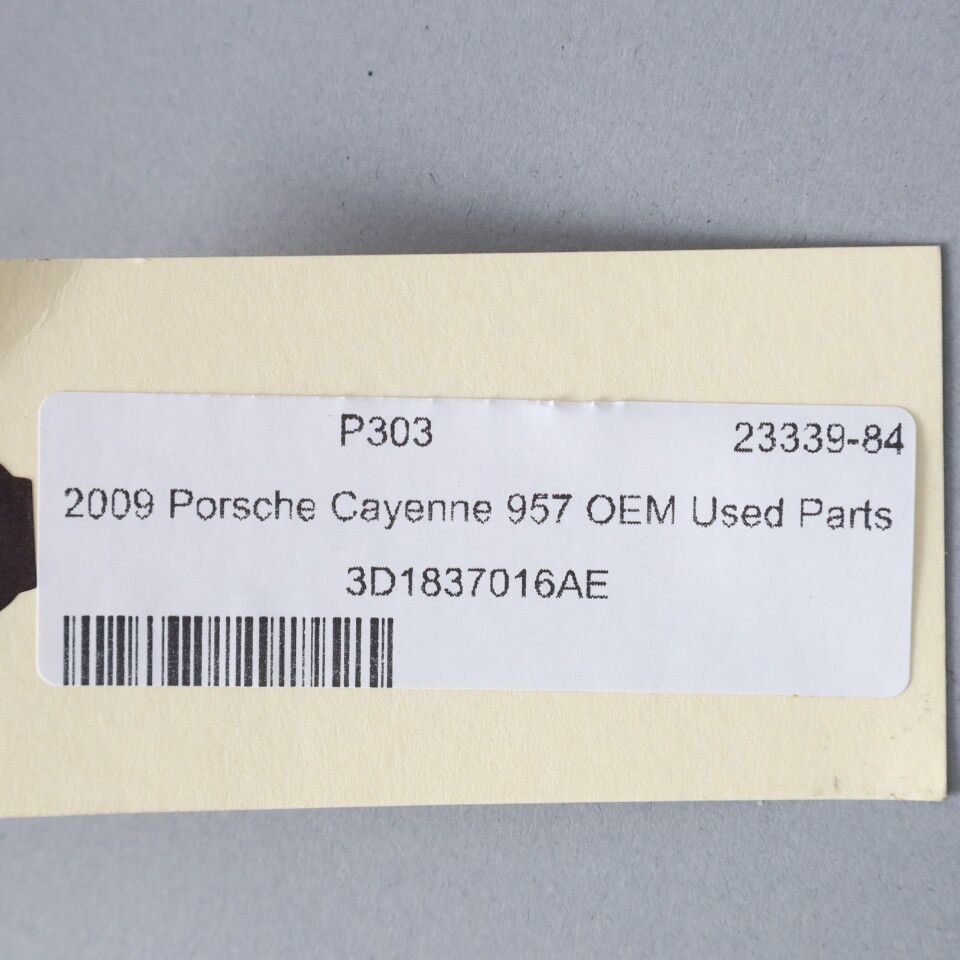 P303 23339-84
2009 Porsche Cayenne 957 OEM Used Parts
3D1837016AE